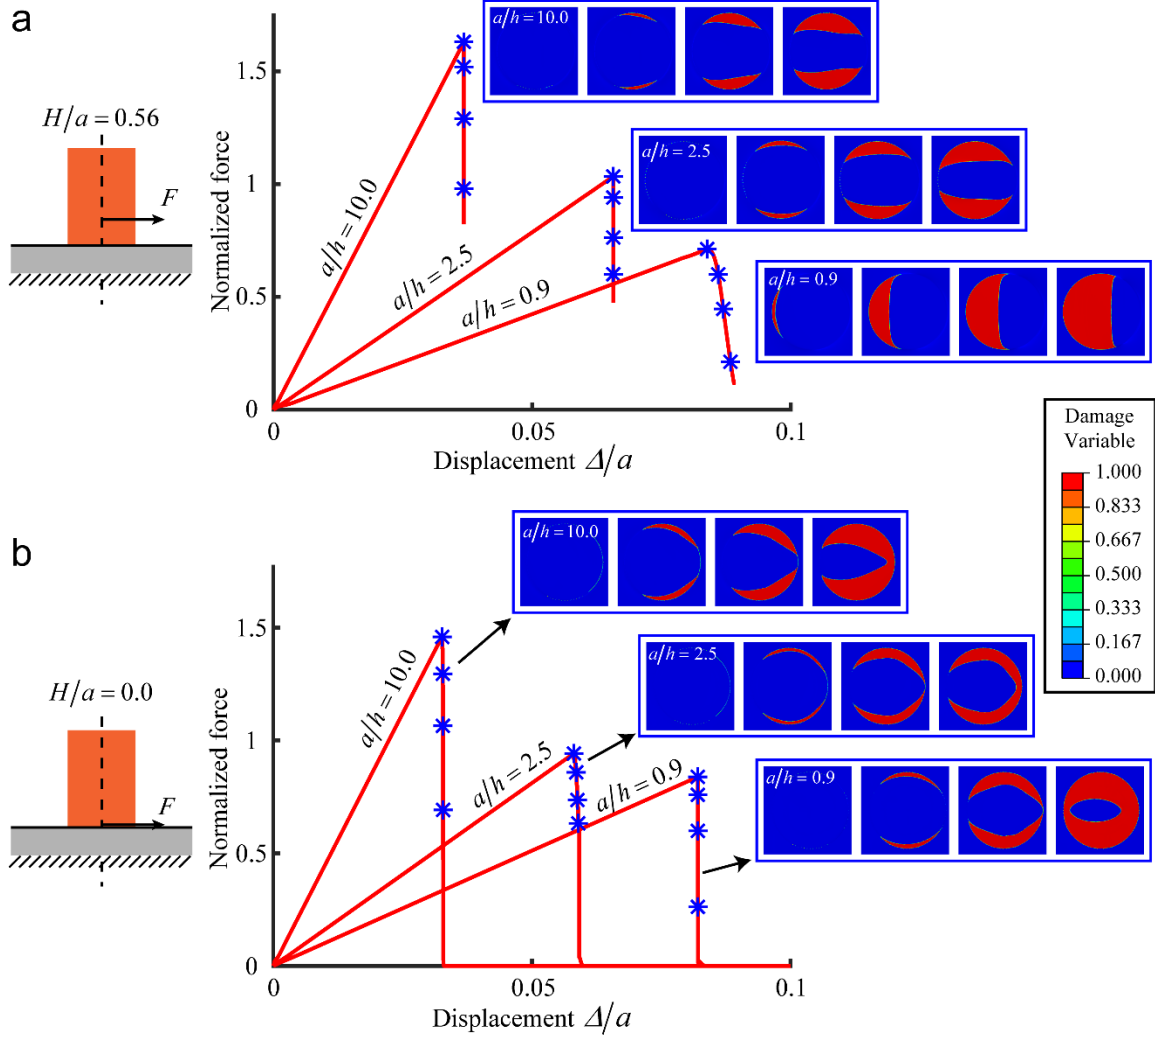 a
H/a = 0.56
F
Normalized force
1.5
1
0.5
0
0
0.05
0.1
Displacement Δ/a
a/h = 10.0
a/h = 2.5
a/h = 0.9
a/h = 10.0
a/h = 2.5
a/h = 0.9
Damage
Variable
1.000
0.833
0.667
0.500
0.333
0.167
0.000
b
H/a = 0.0
F
Normalized force
1.5
1
0.5
0
0
0.05
0.1
Displacement Δ/a
a/h = 10.0
a/h = 2.5
a/h = 0.9
a/h = 10.0
a/h = 2.5
a/h = 0.9